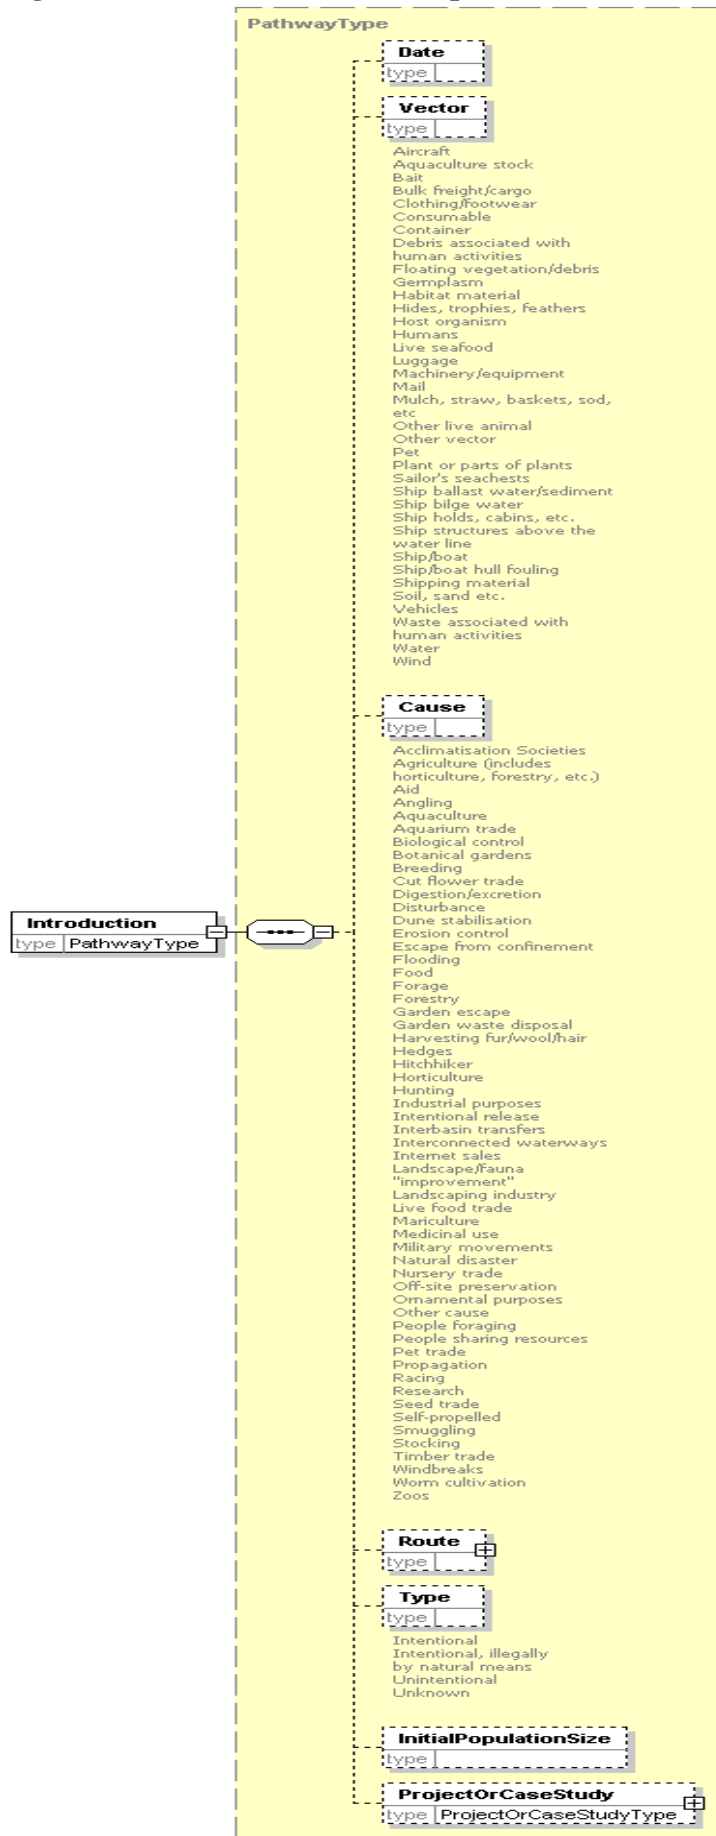 PathwayType
Date
type
Vector
type
Aircraft
Aquaculture stock
Bait
Bulk freight/cargo
Clothing/footwear
Consumable
Container
Debris associated with
human activities
Floating vegetation/debris
Germplasm
Habitat material
Hides, trophies, feathers
Host organism
Humans
Live seafood
Luggage
Machinery/equipment
Mail
Mulch, straw, baskets, sod,
etc
Other live animal
Other vector
Pet
Plant or parts of plants
Sailor's seachests
Ship ballast water/sediment
Ship bilge water
Ship holds, cabins, etc.
Ship structures above the
water line
Ship/boat
Ship/boat hull fouling
Shipping material
Soil, sand etc.
Vehicles
Waste associated with
human activities
Water
Wind
Cause
type
Acclimatisation Societies
Agriculture (includes
horticulture, forestry, etc.)
Aid
Angling
Aquaculture
Aquarium trade
Biological control
Botanical gardens
Breeding
Cut flower trade
Digestion/excretion
Disturbance
Dune stabilisation
Erosion control
Escape from confinement
Flooding
Food
Forage
Forestry
Garden escape
Garden waste disposal
Harvesting fur/wool/hair
Hedges
Hitchhiker
Horticulture
Hunting
Industrial purposes
Intentional release
Interbasin transfers
Interconnected waterways
Internet sales
Landscape/fauna
"improvement"
Landscaping industry
Live food trade
Mariculture
Medicinal use
Military movements
Natural disaster
Nursery trade
Off-site preservation
Ornamental purposes
Other cause
People foraging
People sharing resources
Pet trade
Propagation
Racing
Research
Seed trade
Self-propelled
Smuggling
Stocking
Timber trade
Windbreaks
Worm cultivation
Zoos
Introduction
type PathwayType
Route
type
Type
type
Intentional
Intentional, illegally
by natural means
Unintentional
Unknown
InitialPopulationSize
type
ProjectOrCaseStudy
type ProjectOrCaseStudyType